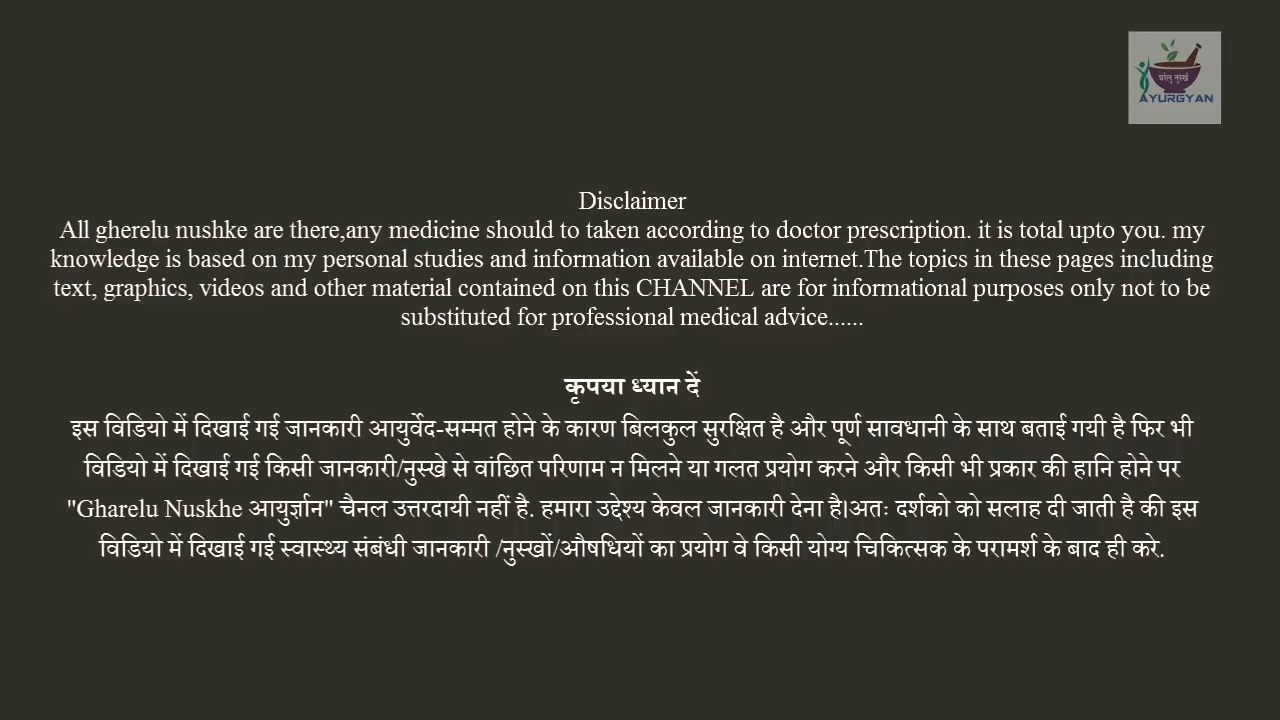 घरेलु नुस्खे
AYURGYAN
Disclaimer
All gherelu nushke are there,any medicine should to taken according to doctor prescription. it is total upto you. my
knowledge is based on my personal studies and information available on internet.The topics in these pages including
text, graphics, videos and other material contained on this CHANNEL are for informational purposes only not to be
substituted for professional medical advice......
कृपया ध्यान दें
इस विडियो में दिखाई गई जानकारी आयुर्वेद-सम्मत होने के कारण बिलकुल सुरक्षित है और पूर्ण सावधानी के साथ बताई गयी है फिर भी
विडियो में दिखाई गई किसी जानकारी/नुस्खे से वांछित परिणाम न मिलने या गलत प्रयोग करने और किसी भी प्रकार की हानि होने पर
"Gharelu Nuskhe आयुर्ज्ञान" चैनल उत्तरदायी नहीं है. हमारा उद्देश्य केवल जानकारी देना है।अतः दर्शको को सलाह दी जाती है की इस
विडियो में दिखाई गई स्वास्थ्य संबंधी जानकारी /नुस्खों/औषधियों का प्रयोग वे किसी योग्य चिकित्सक के परामर्श के बाद ही करे.